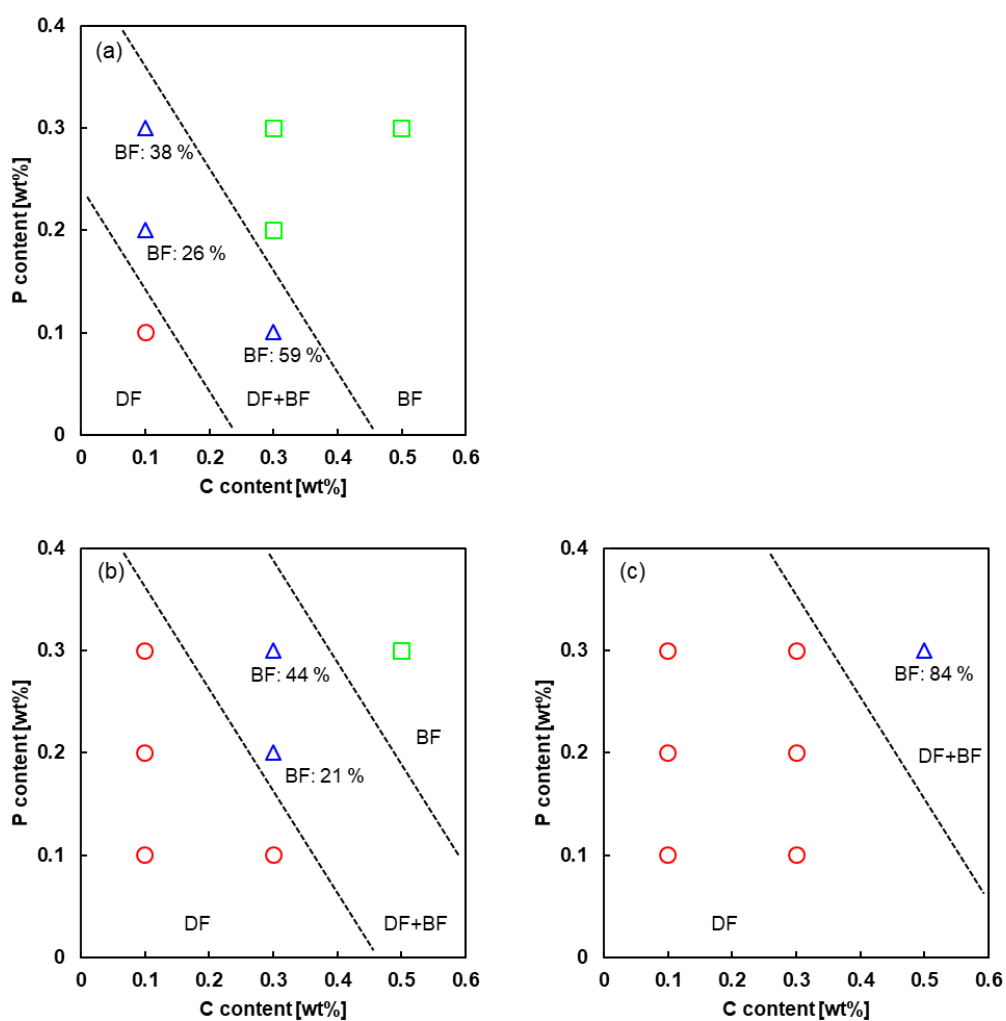 (a)
0.4
0.3
0.2
0.1
0
P content [wt%]
BF: 38 %
BF: 26 %
BF: 59 %
DF
DF+BF
BF
0 0.1 0.2 0.3 0.4 0.5 0.6
C content [wt%]
(b)
0.4
0.3
0.2
0.1
0
P content [wt%]
BF: 44 %
BF: 21 %
BF
DF
DF+BF
0 0.1 0.2 0.3 0.4 0.5 0.6
C content [wt%]
(c)
0.4
0.3
0.2
0.1
0
P content [wt%]
BF: 84 %
DF+BF
DF
0 0.1 0.2 0.3 0.4 0.5 0.6
C content [wt%]